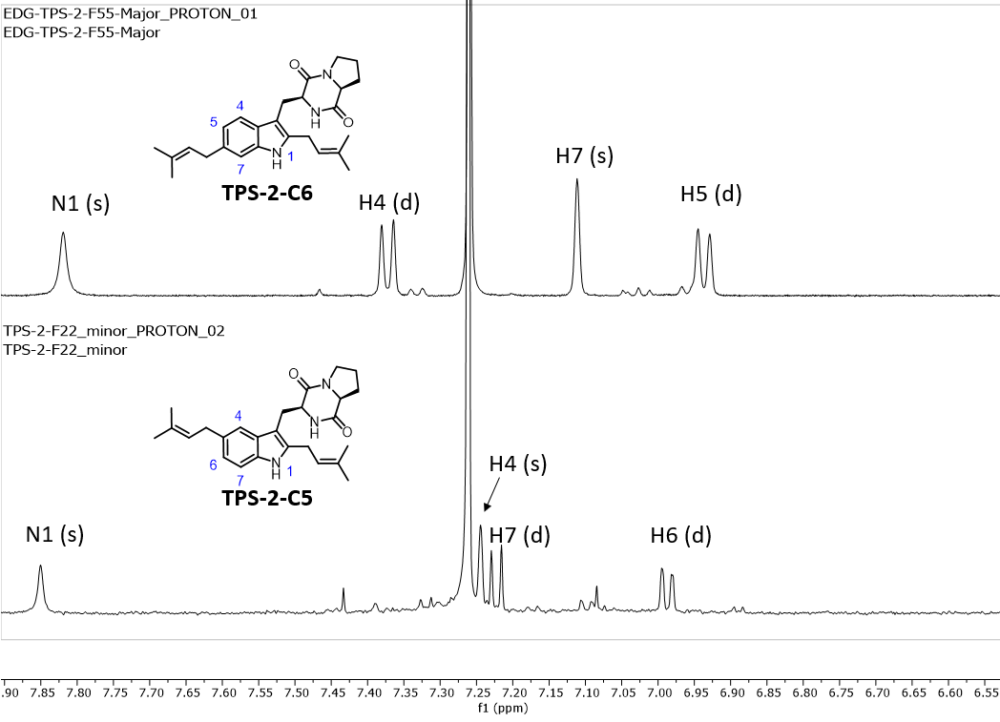 EDG-TPS-2-F55-Major_PROTON_01
EDG-TPS-2-F55-Major
O
N
4
5
N
H
O
N
H
1
7
TPS-2-C6
N1 (s)
H4 (d)
H7 (s)
H5 (d)
TPS-2-F22_minor_PROTON_02
TPS-2-F22_minor
O
N
4
N
H
O
6
N
H
1
7
TPS-2-C5
N1 (s)
H4 (s)
H7 (d)
H6 (d)
.90 7.85 7.80 7.75 7.70 7.65 7.60 7.55 7.50 7.45 7.40 7.35 7.30 7.25 7.20 7.15 7.10 7.05 7.00 6.95 6.90 6.85 6.80 6.75 6.70 6.65 6.60 6.55
f1 (ppm)